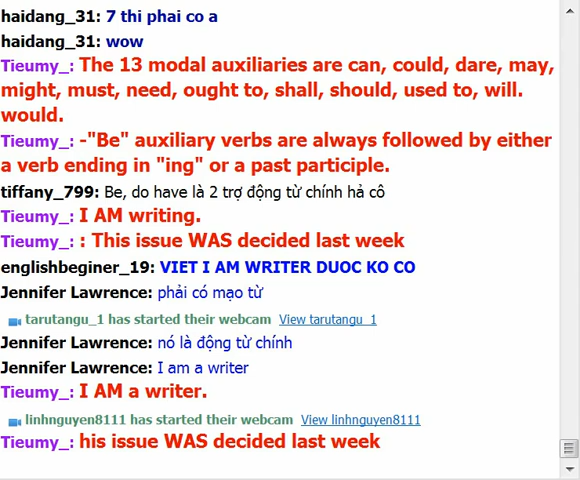 haidang_31: 7 thi phai co a
haidang_31: wow
Tieumy_: The 13 modal auxiliaries are can, could, dare, may,
might, must, need, ought to, shall, should, used to, will.
would.
Tieumy_: -"Be" auxiliary verbs are always followed by either
a verb ending in "ing" or a past participle.
tiffany_799: Be, do have là 2 trợ động từ chính hả cô
Tieumy_: I AM writing.
Tieumy_: : This issue WAS decided last week
englishbeginer_19: VIET I AM WRITER DUOC KO CO
Jennifer Lawrence: phải có mạo từ
tarutangu_1 has started their webcam View tarutangu_1
Jennifer Lawrence: nó là động từ chính
Jennifer Lawrence: I am a writer
Tieumy_: I AM a writer.
linhnguyen8111 has started their webcam View linhnguyen8111
Tieumy_: his issue WAS decided last week